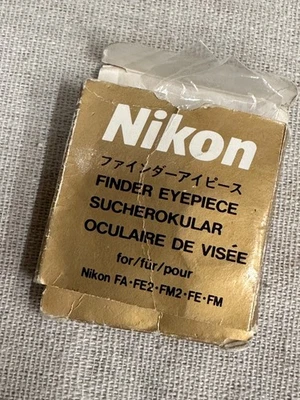 Nikon
ファインダーアイピース
FINDER EYEPIECE
SUCHEROKULAR
OCULAIRE DE VISÉE
for/für/pour
Nikon FA・FE2・FM2・FE・FM